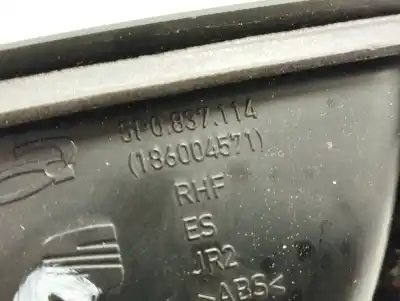 5P0.837.114
(186004571)
RHF
ES
JR2
>ABS<